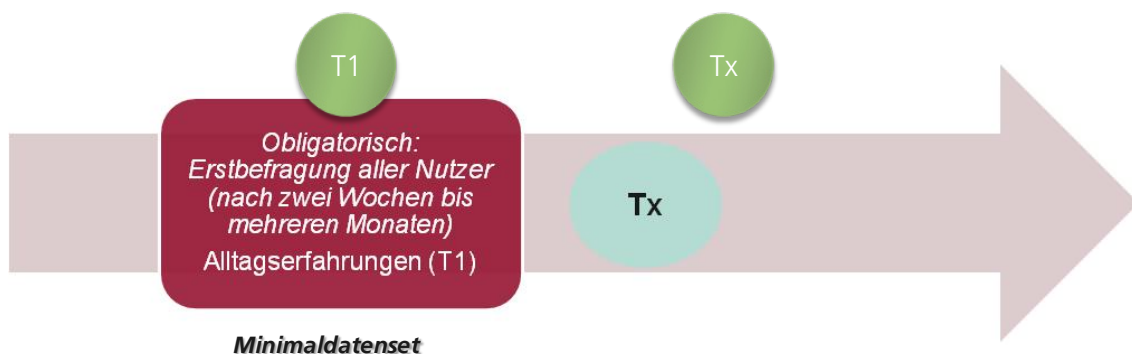 T1
Tx
Obligatorisch:
Erstbefragung aller Nutzer
(nach zwei Wochen bis
mehreren Monaten)
Alltagserfahrungen (T1)
Tx
Minimaldatenset